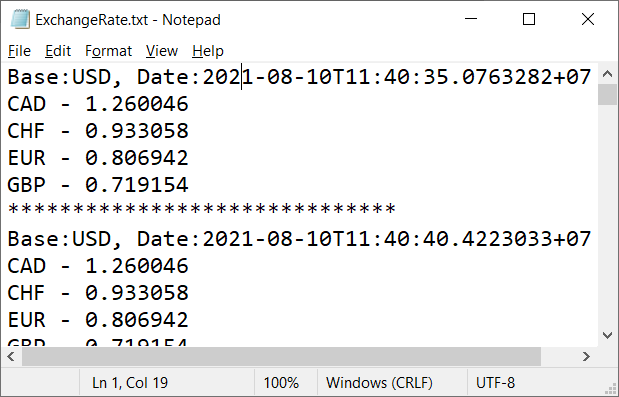 ExchangeRate.txt - Notepad
File Edit Format View Help
Base:USD, Date:2021-08-10T11:40:35.0763282+07
CAD - 1.260046
CHF - 0.933058
EUR - 0.806942
GBP - 0.719154
******************************
Base:USD, Date:2021-08-10T11:40:40.4223033+07
CAD - 1.260046
CHF - 0.933058
EUR - 0.806942
GBP - 0.719154
Ln 1, Col 19 100% Windows (CRLF) UTF-8